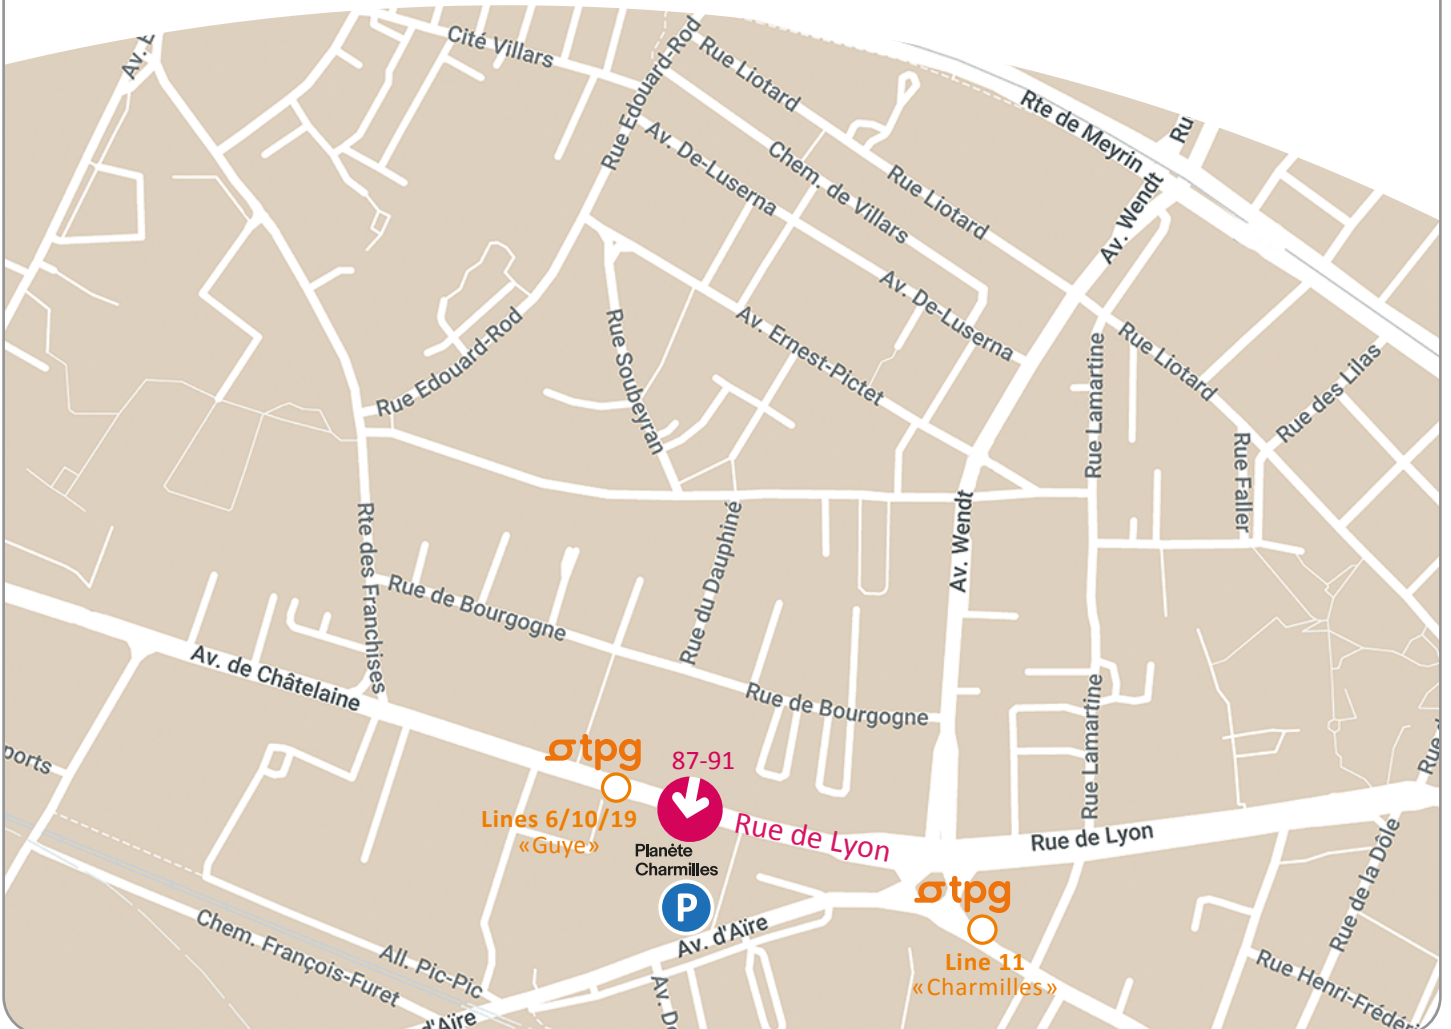 Av. E
Cité Villars
Rue Edouard-Rod
Rue Liotard
Rte de Meyrin
Ru
Av. De-Luserna
Chem. de Villars
Rue Liotard
Av. Wendt
Av. De-Luserna
Rue Edouard-Rod
Rue Soubeyran
Av. Ernest-Pictet
Rue Lamartine
Rue Liotard
Rue des Lilas
Rue Faller
Rte des Franchises
Rue du Dauphiné
Av. Wendt
Rue de Bourgogne
Av. de Châtelaine
Rue de Bourgogne
Rue Lamartine
ports
tpg
87-91
Lines 6/10/19
«Guye»
Rue de Lyon
Rue de Lyon
Planète
Charmilles
P
tpg
Line 11
«Charmilles»
Rue de la Dôle
Rue d
Av. d'Aïre
Chem. François-Furet
All. Pic-Pic
d'Aïre
Av. D
Rue Henri-Frédéri